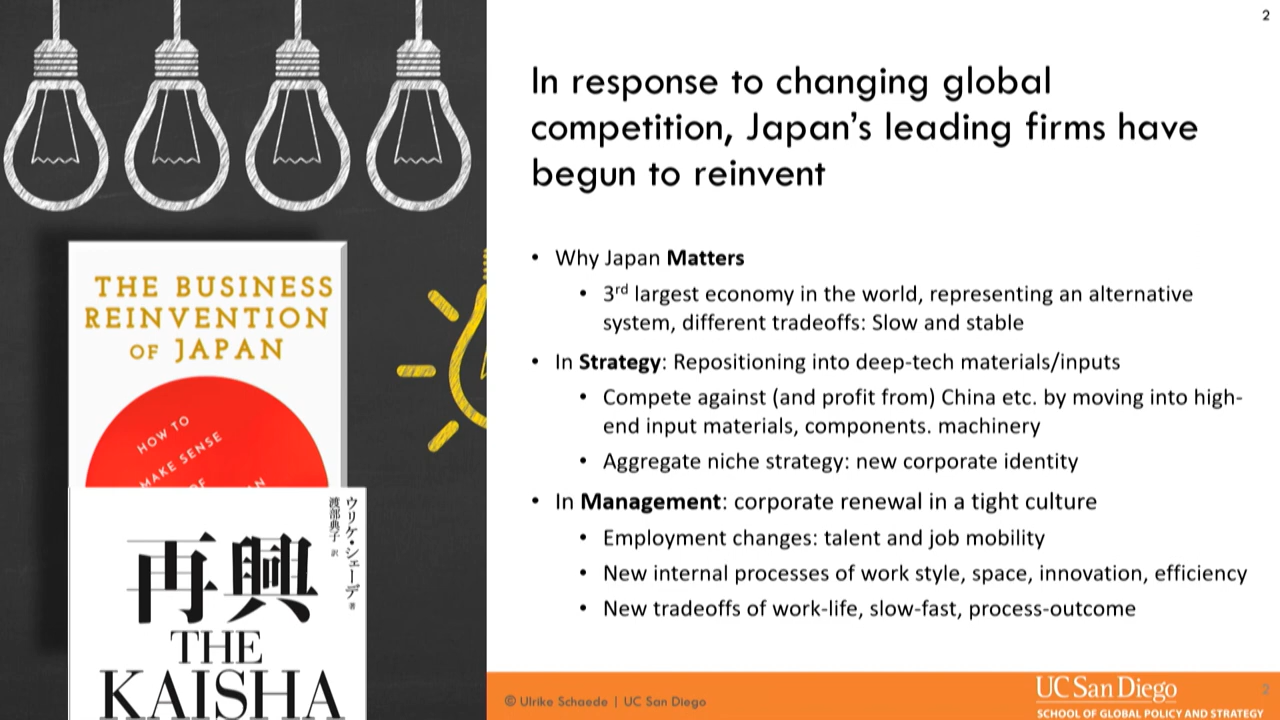 2
In response to changing global
competition, Japan's leading firms have
begun to reinvent
• Why Japan Matters
• 3rd largest economy in the world, representing an alternative
system, different tradeoffs: Slow and stable
• In Strategy: Repositioning into deep-tech materials/inputs
• Compete against (and profit from) China etc. by moving into high-
end input materials, components. machinery
• Aggregate niche strategy: new corporate identity
• In Management: corporate renewal in a tight culture
• Employment changes: talent and job mobility
• New internal processes of work style, space, innovation, efficiency
• New tradeoffs of work-life, slow-fast, process-outcome
THE BUSINESS
REINVENTION
OF JAPAN
HOW TO
MAKE SENSE
OF
AN
ウリケ・シェーデ 著
渡部典子 訳
再興
THE
KAISHA
© Ulrike Schaede | UC San Diego
UC San Diego
SCHOOL OF GLOBAL POLICY AND STRATEGY
2